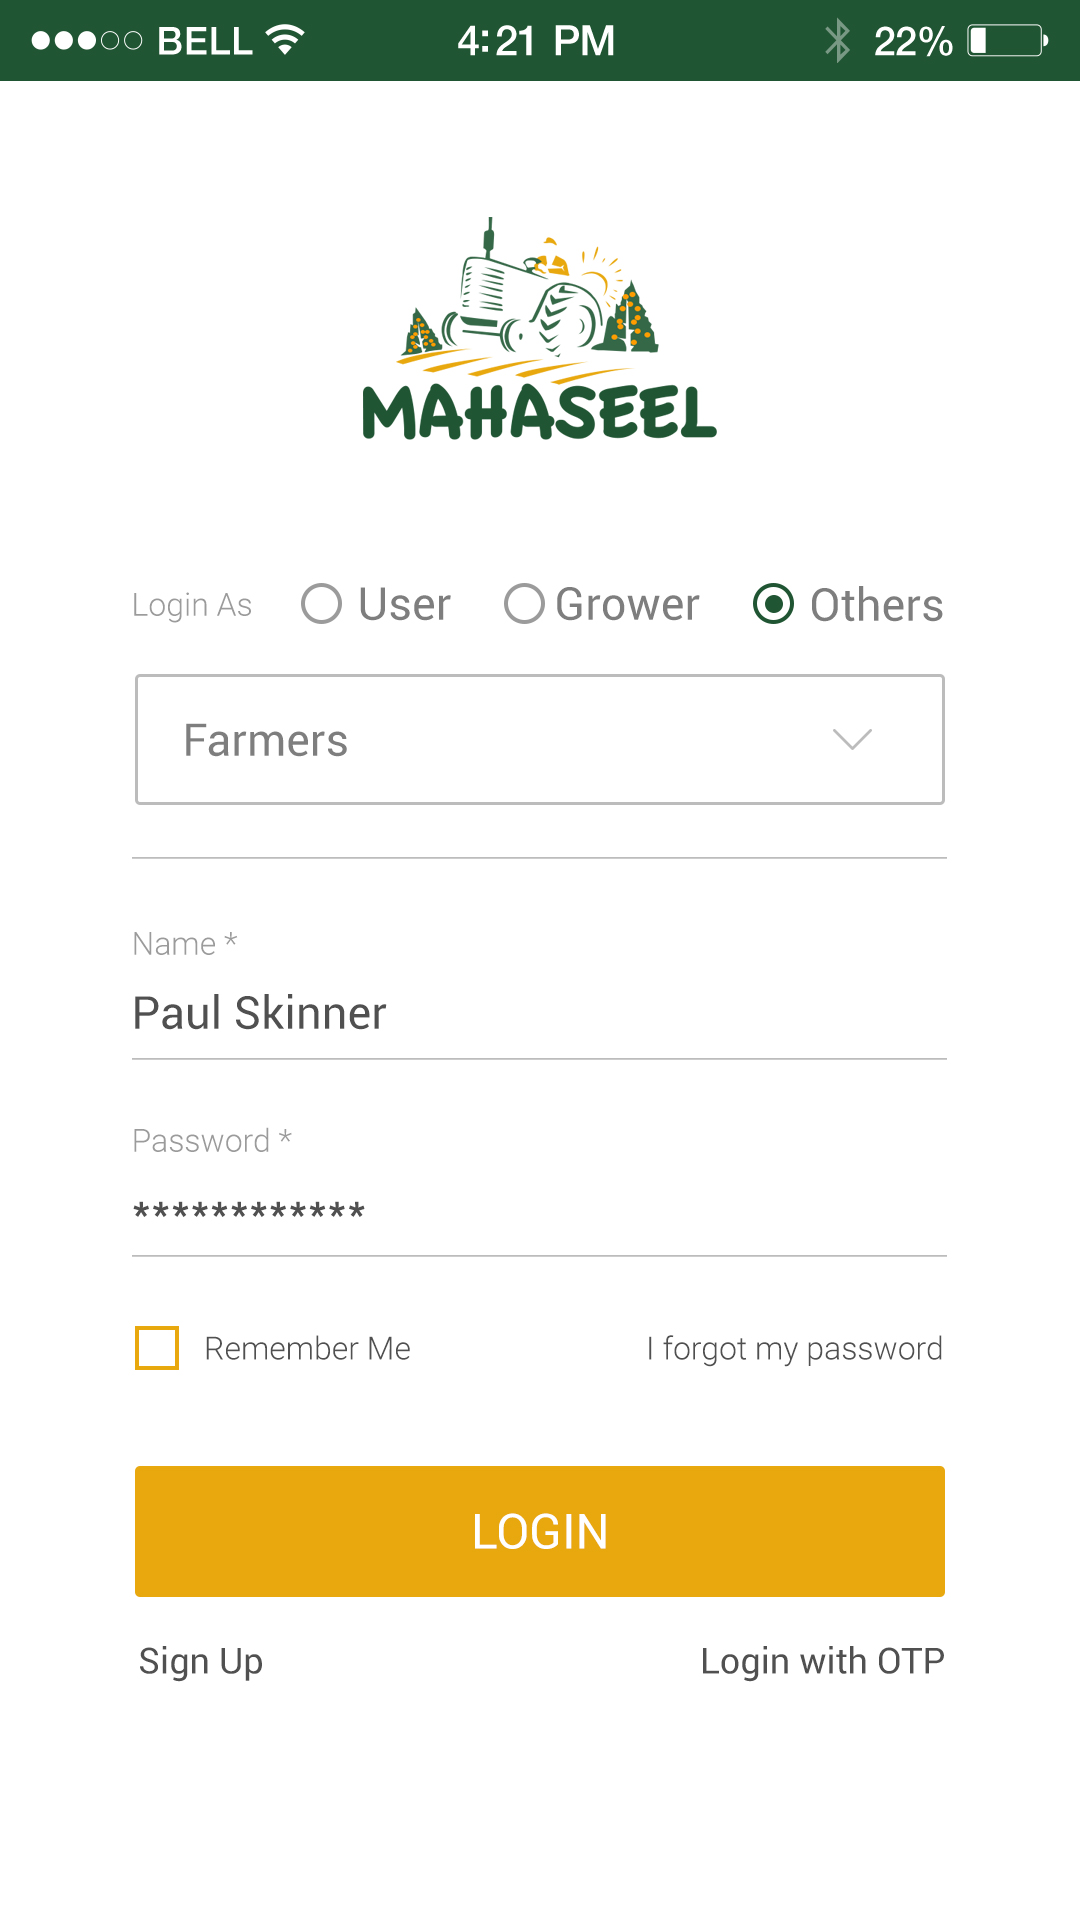 BELL 4:21 PM 22%
MAHASEEL
Login As User Grower Others
Farmers
Name *
Paul Skinner
Password *
************
Remember Me I forgot my password
LOGIN
Sign Up Login with OTP